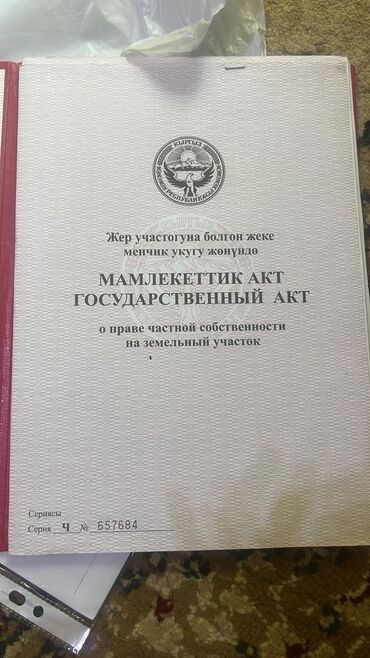 Жер участогуна болгон жеке
менчик укугу жөнүндө
МАМЛЕКЕТТИК АКТ
ГОСУДАРСТВЕННЫЙ АКТ
о праве частной собственности
на земельный участок
Сериясы
Серия Ч № 657684